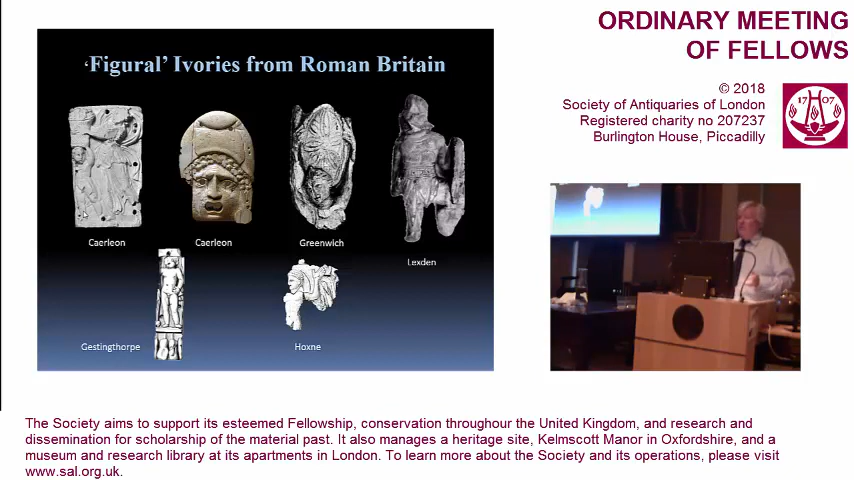 ORDINARY MEETING
OF FELLOWS
© 2018
Society of Antiquaries of London
Registered charity no 207237
Burlington House, Piccadilly
17 07
'Figural' Ivories from Roman Britain
Caerleon
Caerleon
Greenwich
Lexden
Gestingthorpe
Hoxne
The Society aims to support its esteemed Fellowship, conservation throughour the United Kingdom, and research and
dissemination for scholarship of the material past. It also manages a heritage site, Kelmscott Manor in Oxfordshire, and a
museum and research library at its apartments in London. To learn more about the Society and its operations, please visit
www.sal.org.uk.